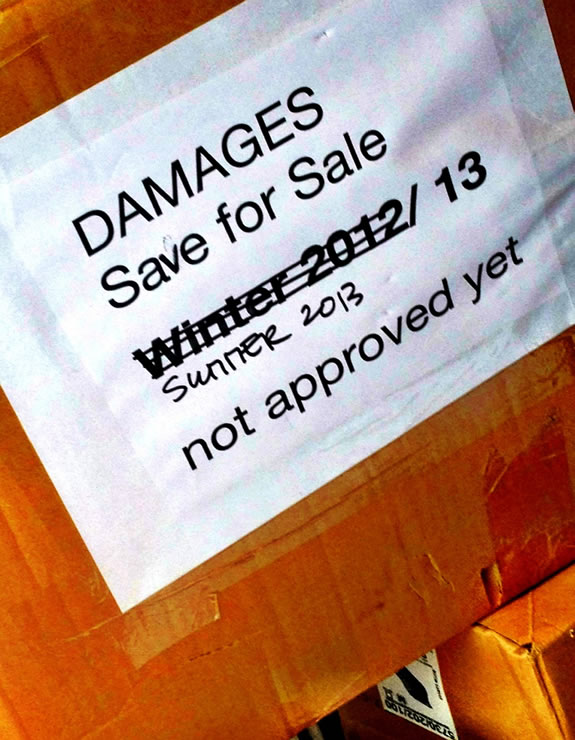 DAMAGES
Save for Sale
Winter 2012/ 13
SUMMER 2013
not approved yet